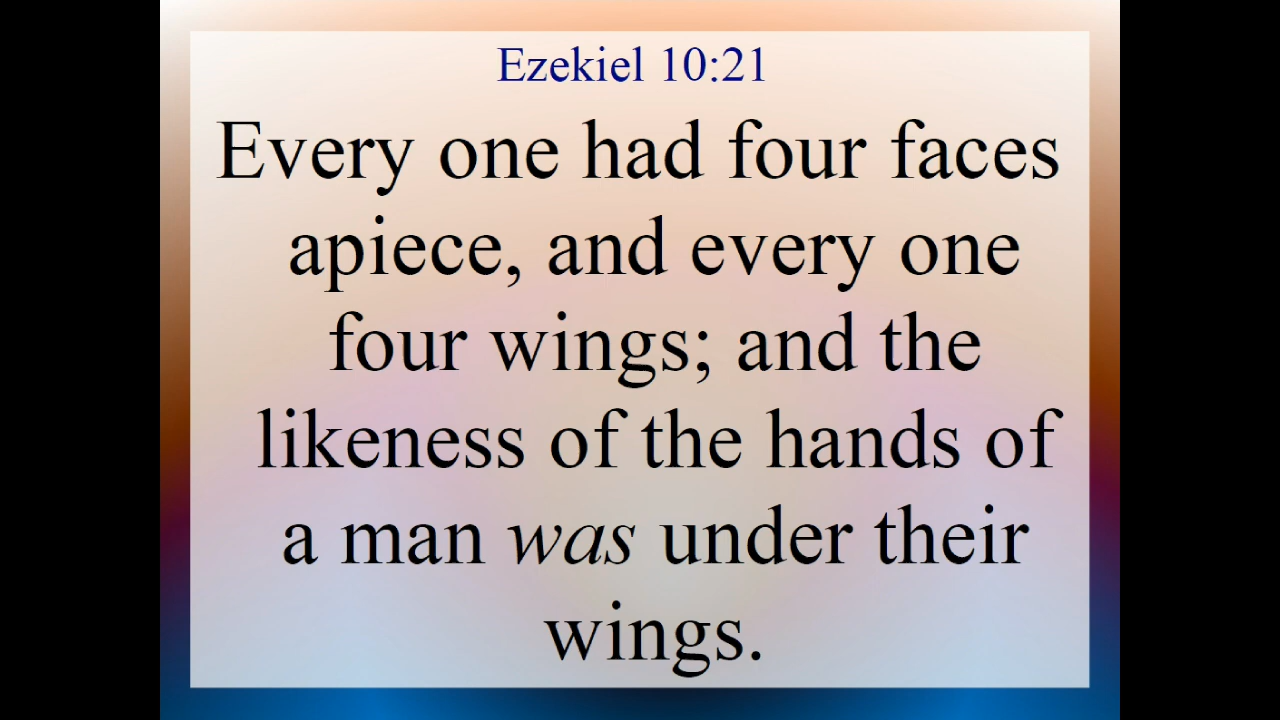 Ezekiel 10:21
Every one had four faces
apiece, and every one
four wings; and the
likeness of the hands of
a man was under their
wings.